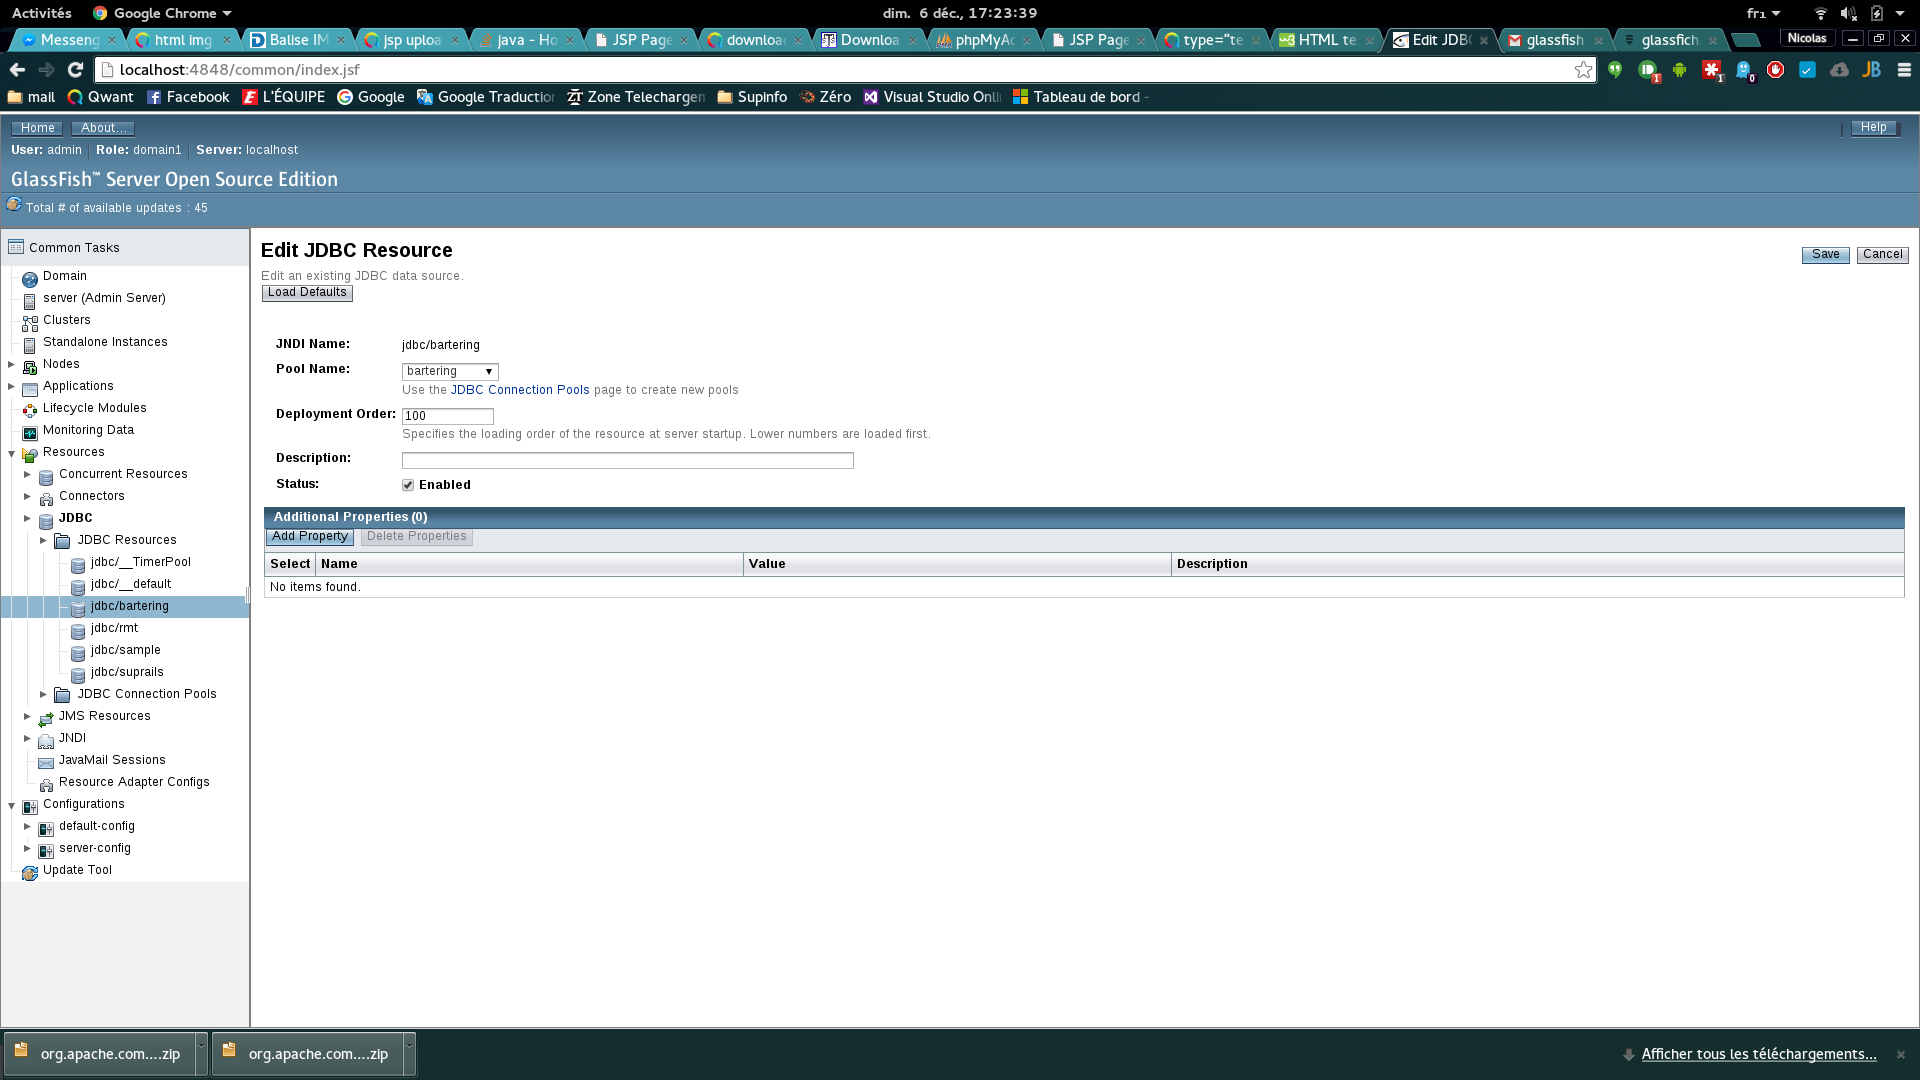 Activités Google Chrome dim. 6 déc., 17:23:39 fr₁
Messeng html img Balise IM jsp uploa java - Ho JSP Page downloa Downloa phpMyAc JSP Page type="te HTML te Edit JDBC glassfish glassfich Nicolas
localhost:4848/common/index.jsf
mail Qwant Facebook L'ÉQUIPE Google Google Traduction Zone Telechargem Supinfo Zéro Visual Studio Onli Tableau de bord -
Home About... Help
User: admin Role: domain1 Server: localhost
GlassFish™ Server Open Source Edition
Total # of available updates : 45
Common Tasks
Domain
server (Admin Server)
Clusters
Standalone Instances
Nodes
Applications
Lifecycle Modules
Monitoring Data
Resources
Concurrent Resources
Connectors
JDBC
JDBC Resources
jdbc/__TimerPool
jdbc/__default
jdbc/bartering
jdbc/rmt
jdbc/sample
jdbc/suprails
JDBC Connection Pools
JMS Resources
JNDI
JavaMail Sessions
Resource Adapter Configs
Configurations
default-config
server-config
Update Tool
Edit JDBC Resource
Save Cancel
Edit an existing JDBC data source.
Load Defaults
JNDI Name: jdbc/bartering
Pool Name: bartering
Use the JDBC Connection Pools page to create new pools
Deployment Order: 100
Specifies the loading order of the resource at server startup. Lower numbers are loaded first.
Description:
Status: Enabled
Additional Properties (0)
Add Property Delete Properties
Select Name Value Description
No items found.
org.apache.com....zip org.apache.com....zip Afficher tous les téléchargements...